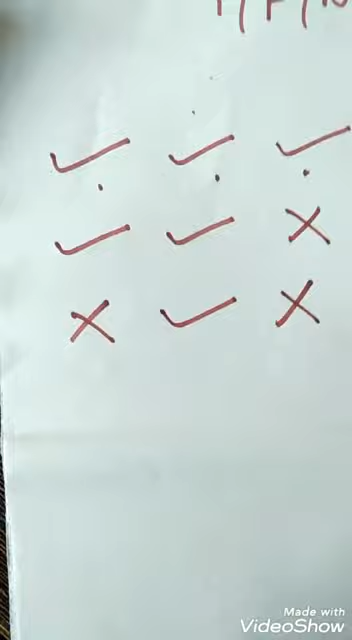 ✓ ✓ ✓
✓ ✓ ✗
✗ ✓ ✗
Made with
VideoShow